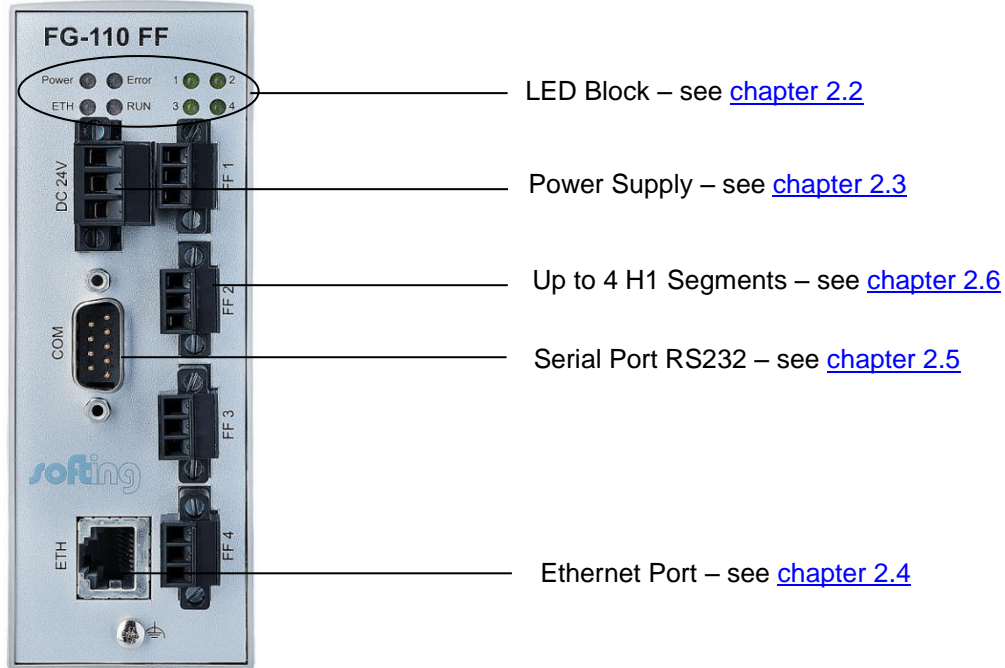 FG-110 FF
Power Error 1 2
ETH RUN 3 4
LED Block – see chapter 2.2
DC 24V
FF 1
Power Supply – see chapter 2.3
FF 2
Up to 4 H1 Segments – see chapter 2.6
COM
Serial Port RS232 – see chapter 2.5
FF 3
softing
ETH
FF 4
Ethernet Port – see chapter 2.4